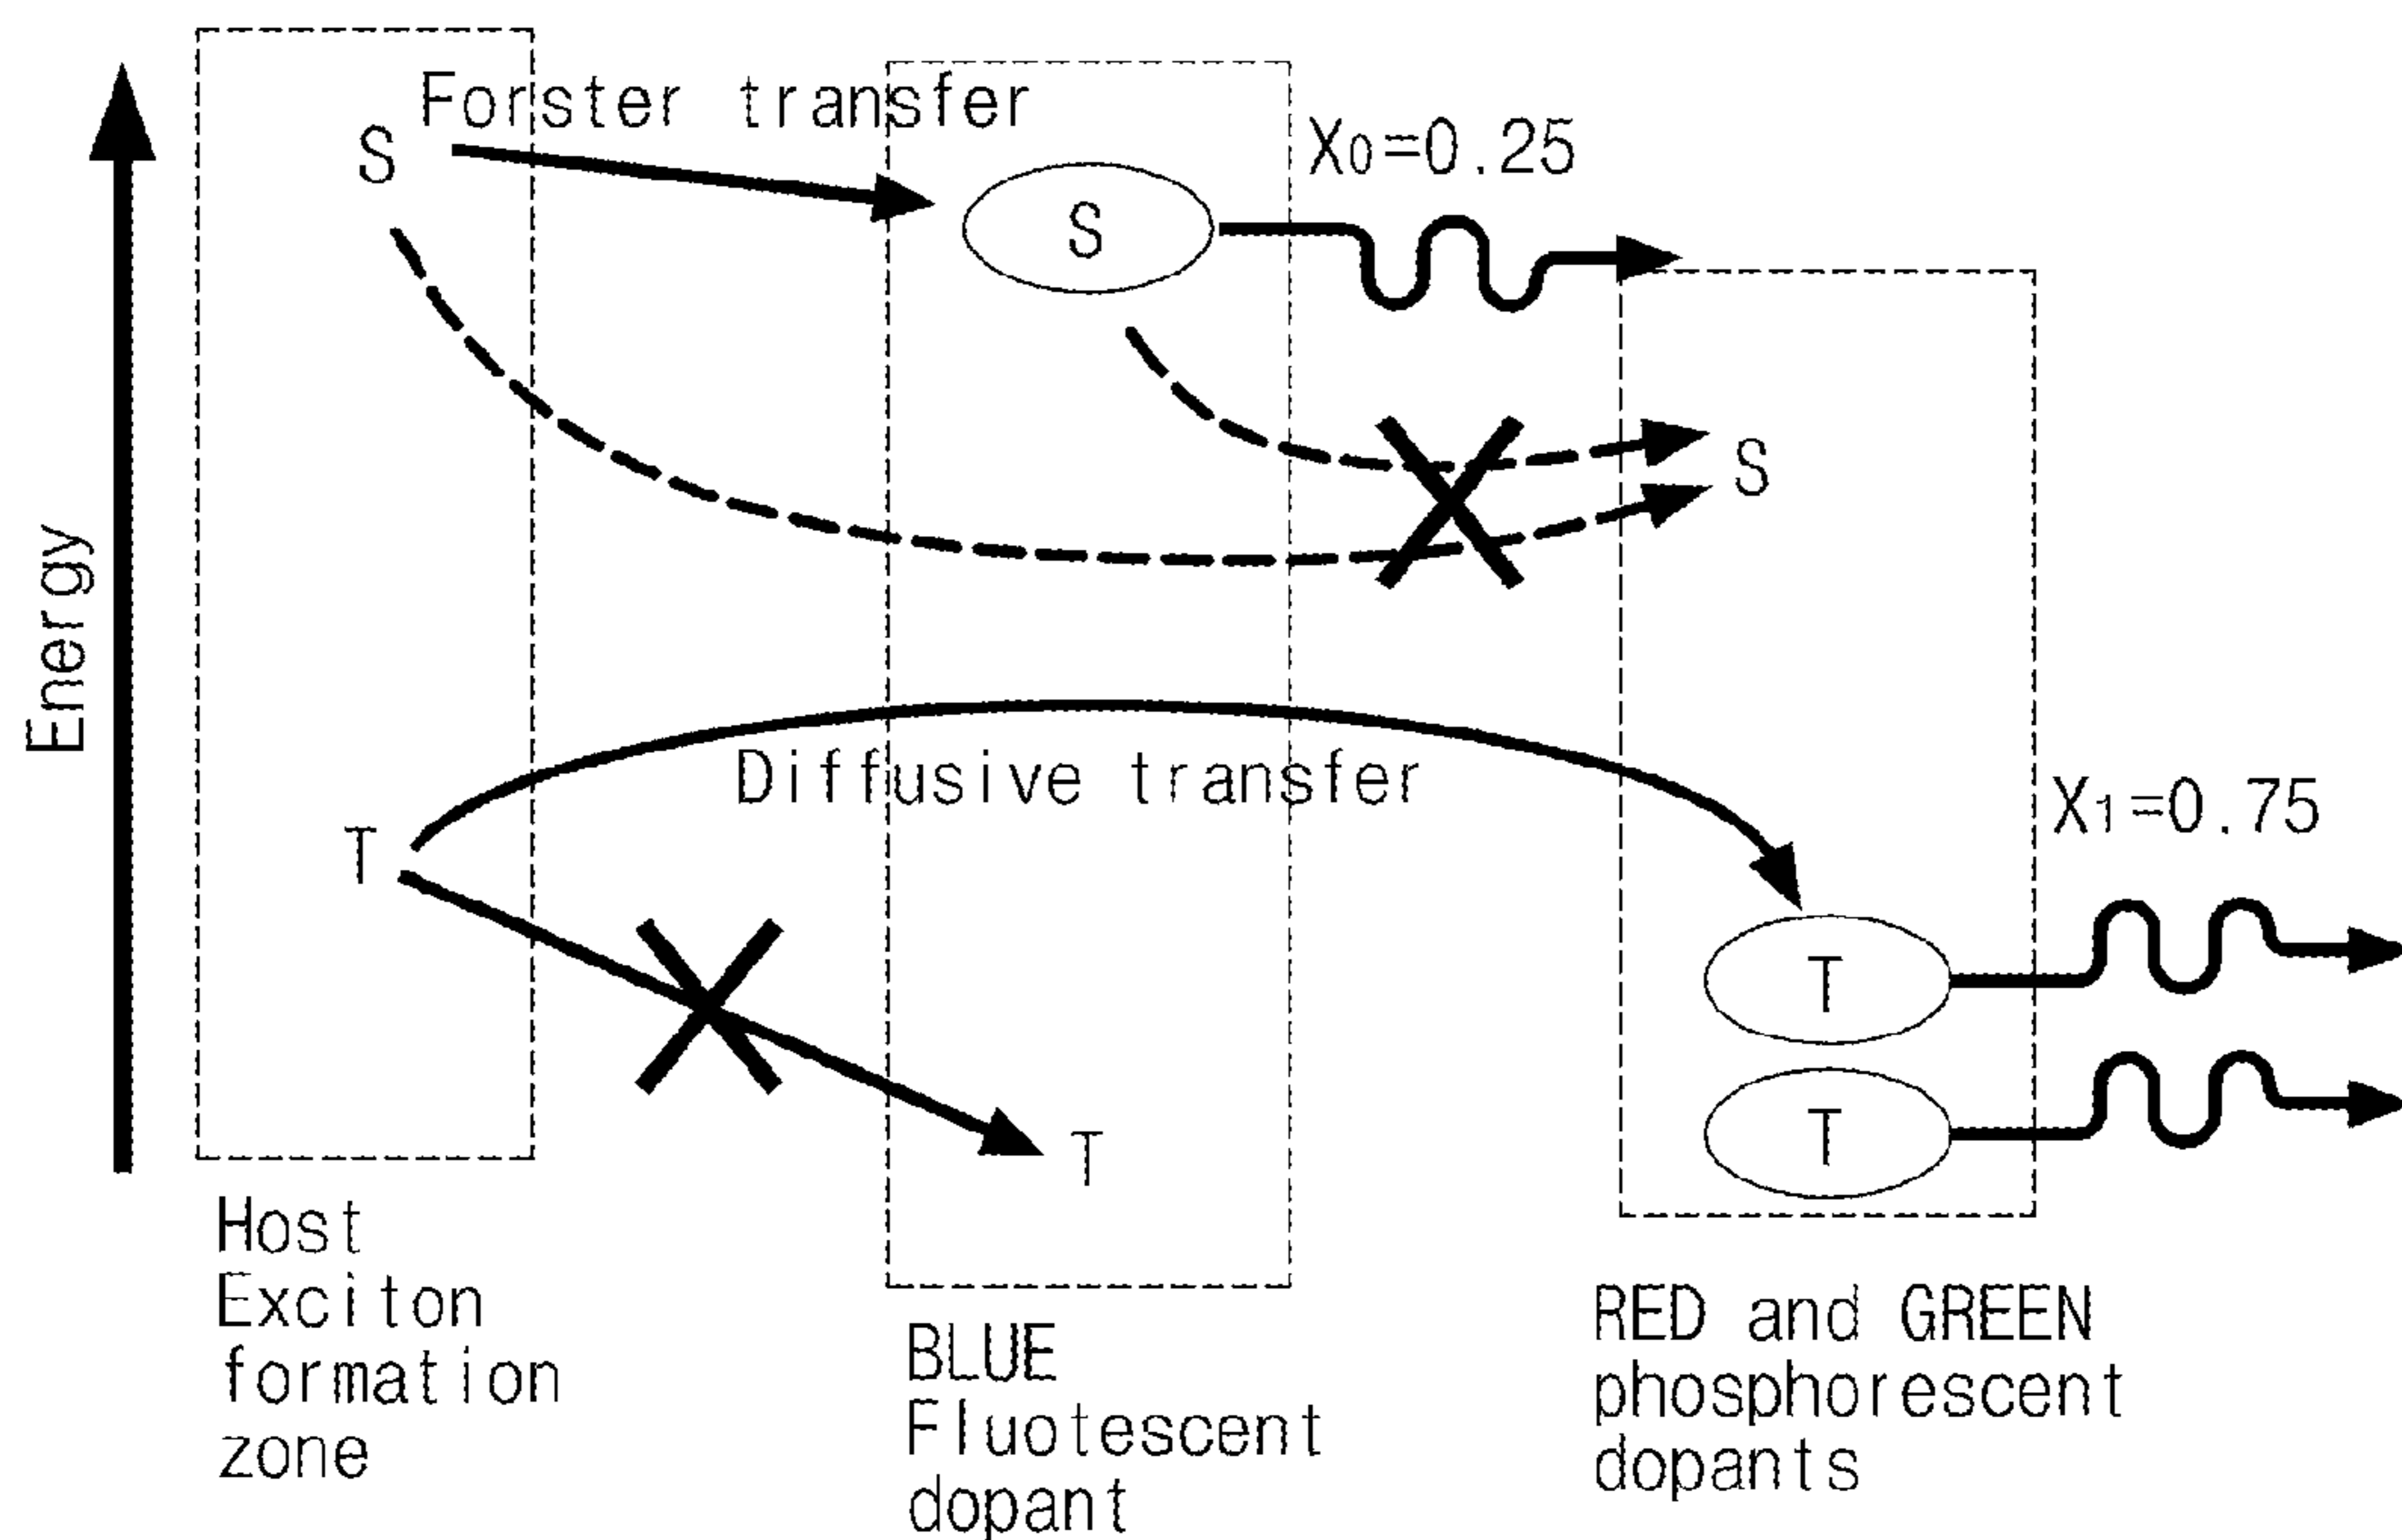 Forster transfer
S
S
X0=0.25
S
Energy
Diffusive transfer
T
X1=0.75
T
T
T
Host
Exciton
formation
zone
BLUE
Fluotescent
dopant
RED and GREEN
phosphorescent
dopants